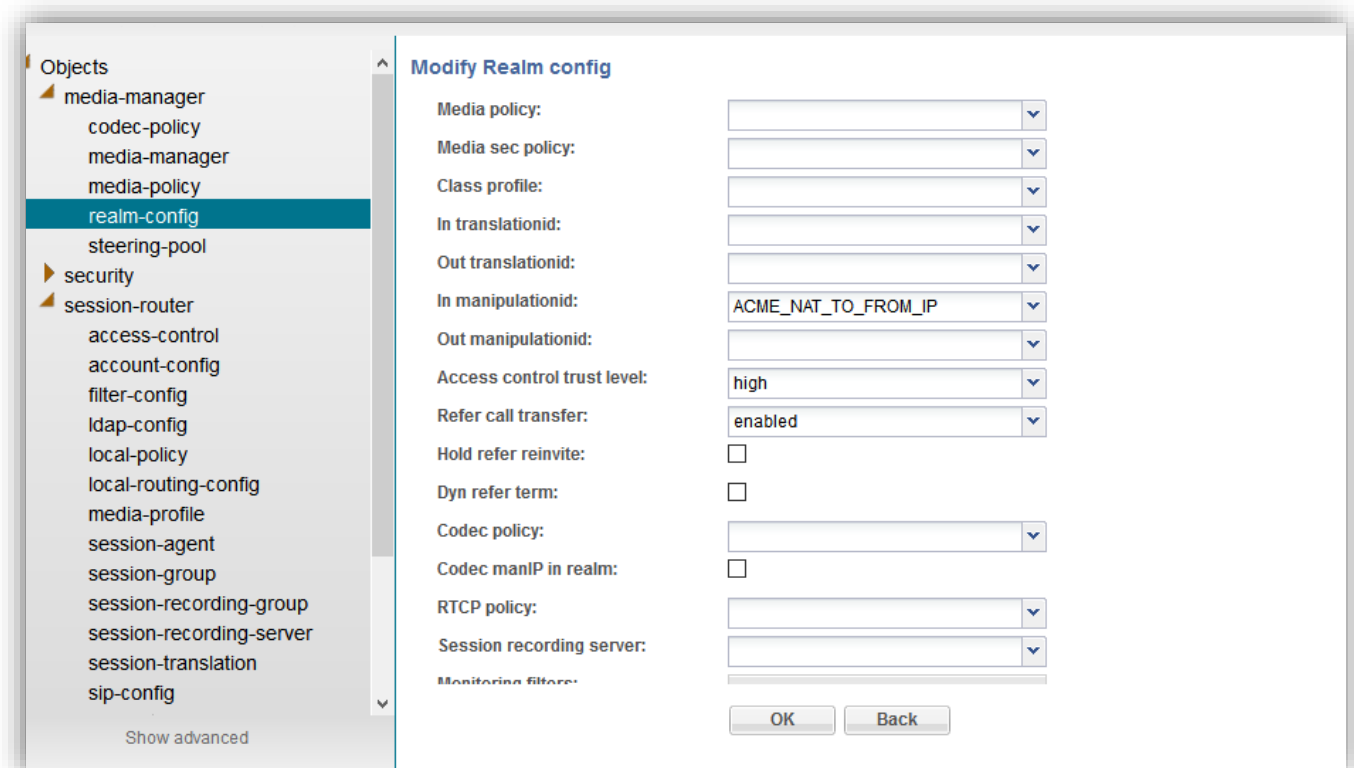 Objects
media-manager
codec-policy
media-manager
media-policy
realm-config
steering-pool
security
session-router
access-control
account-config
filter-config
ldap-config
local-policy
local-routing-config
media-profile
session-agent
session-group
session-recording-group
session-recording-server
session-translation
sip-config
Show advanced
Modify Realm config
Media policy:
Media sec policy:
Class profile:
In translationid:
Out translationid:
In manipulationid: ACME_NAT_TO_FROM_IP
Out manipulationid:
Access control trust level: high
Refer call transfer: enabled
Hold refer reinvite:
Dyn refer term:
Codec policy:
Codec manIP in realm:
RTCP policy:
Session recording server:
Monitoring filters:
OK Back